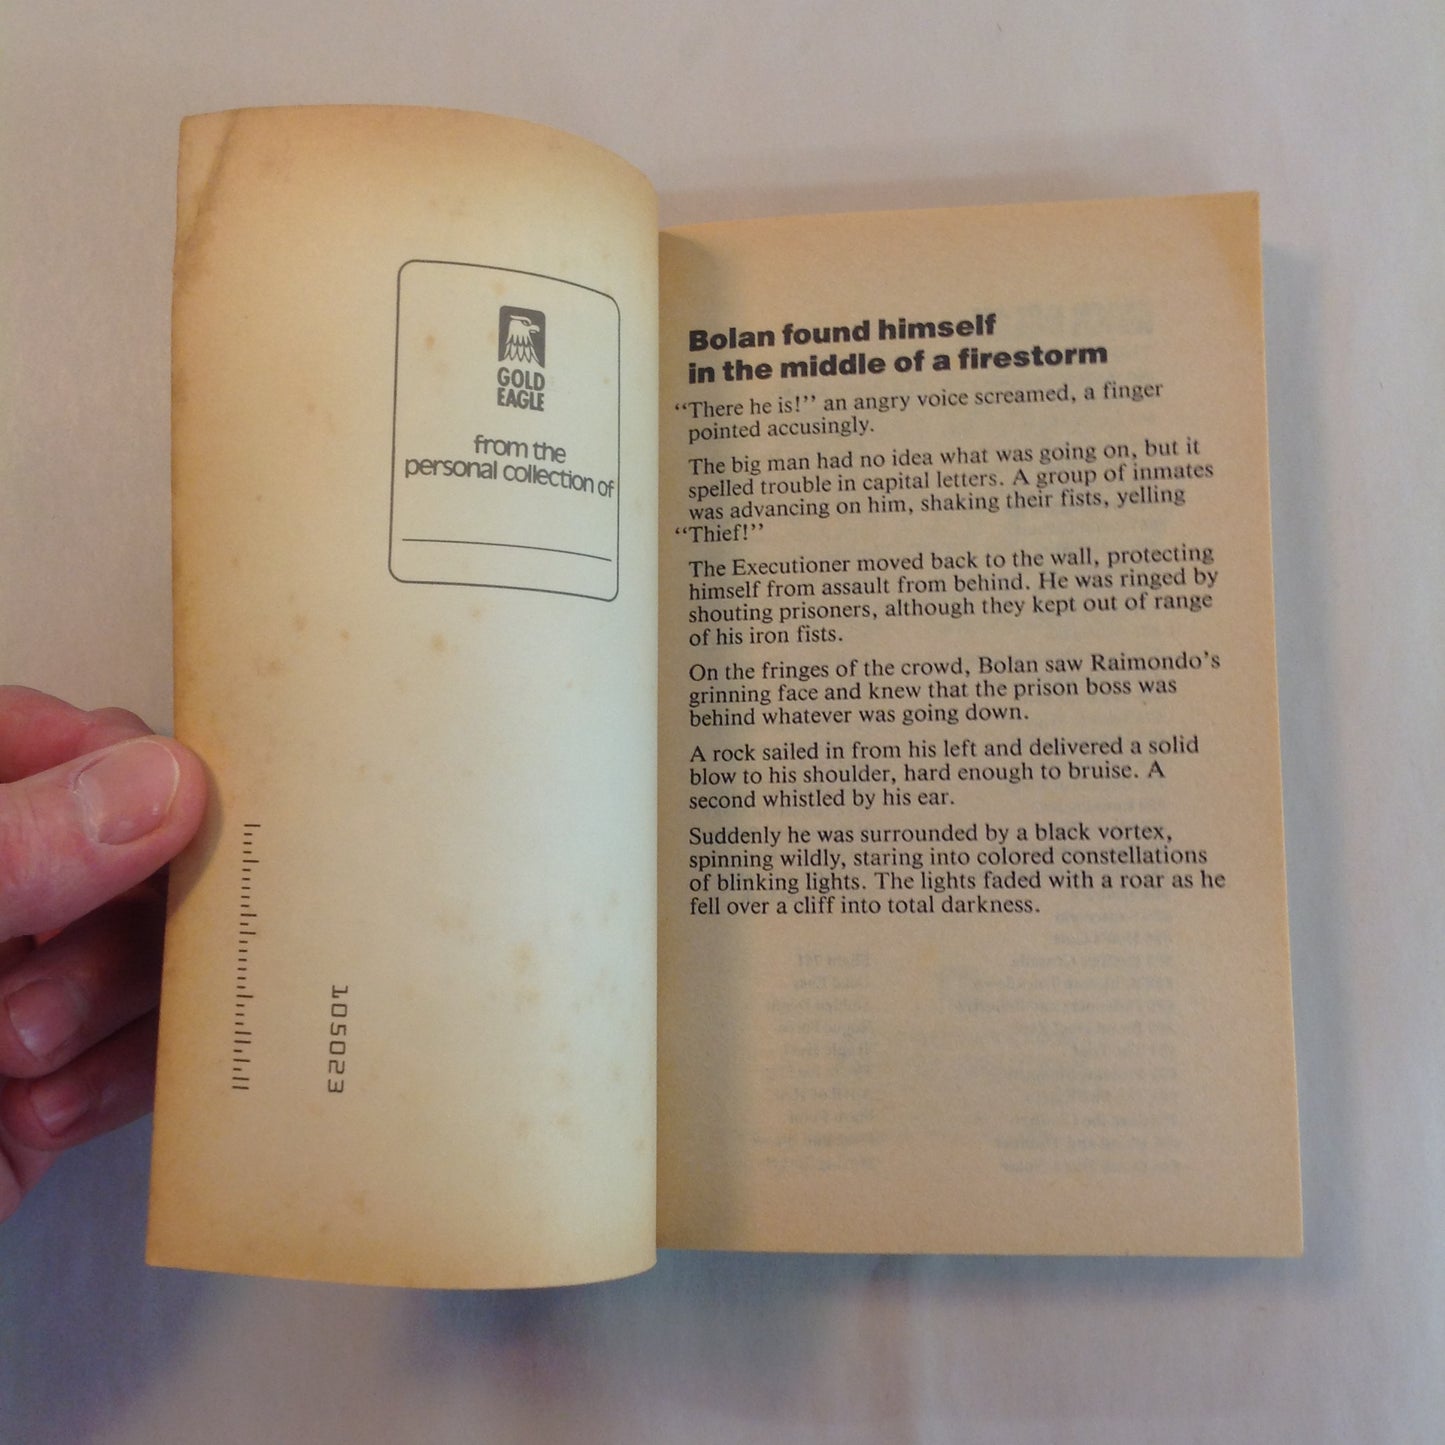 GOLD
EAGLE
from the
personal collection of
105023
Bolan found himself
in the middle of a firestorm
“There he is!” an angry voice screamed, a finger
pointed accusingly.
The big man had no idea what was going on, but it
spelled trouble in capital letters. A group of inmates
was advancing on him, shaking their fists, yelling
“Thief!”
The Executioner moved back to the wall, protecting
himself from assault from behind. He was ringed by
shouting prisoners, although they kept out of range
of his iron fists.
On the fringes of the crowd, Bolan saw Raimondo’s
grinning face and knew that the prison boss was
behind whatever was going down.
A rock sailed in from his left and delivered a solid
blow to his shoulder, hard enough to bruise. A
second whistled by his ear.
Suddenly he was surrounded by a black vortex,
spinning wildly, staring into colored constellations
of blinking lights. The lights faded with a roar as he
fell over a cliff into total darkness.